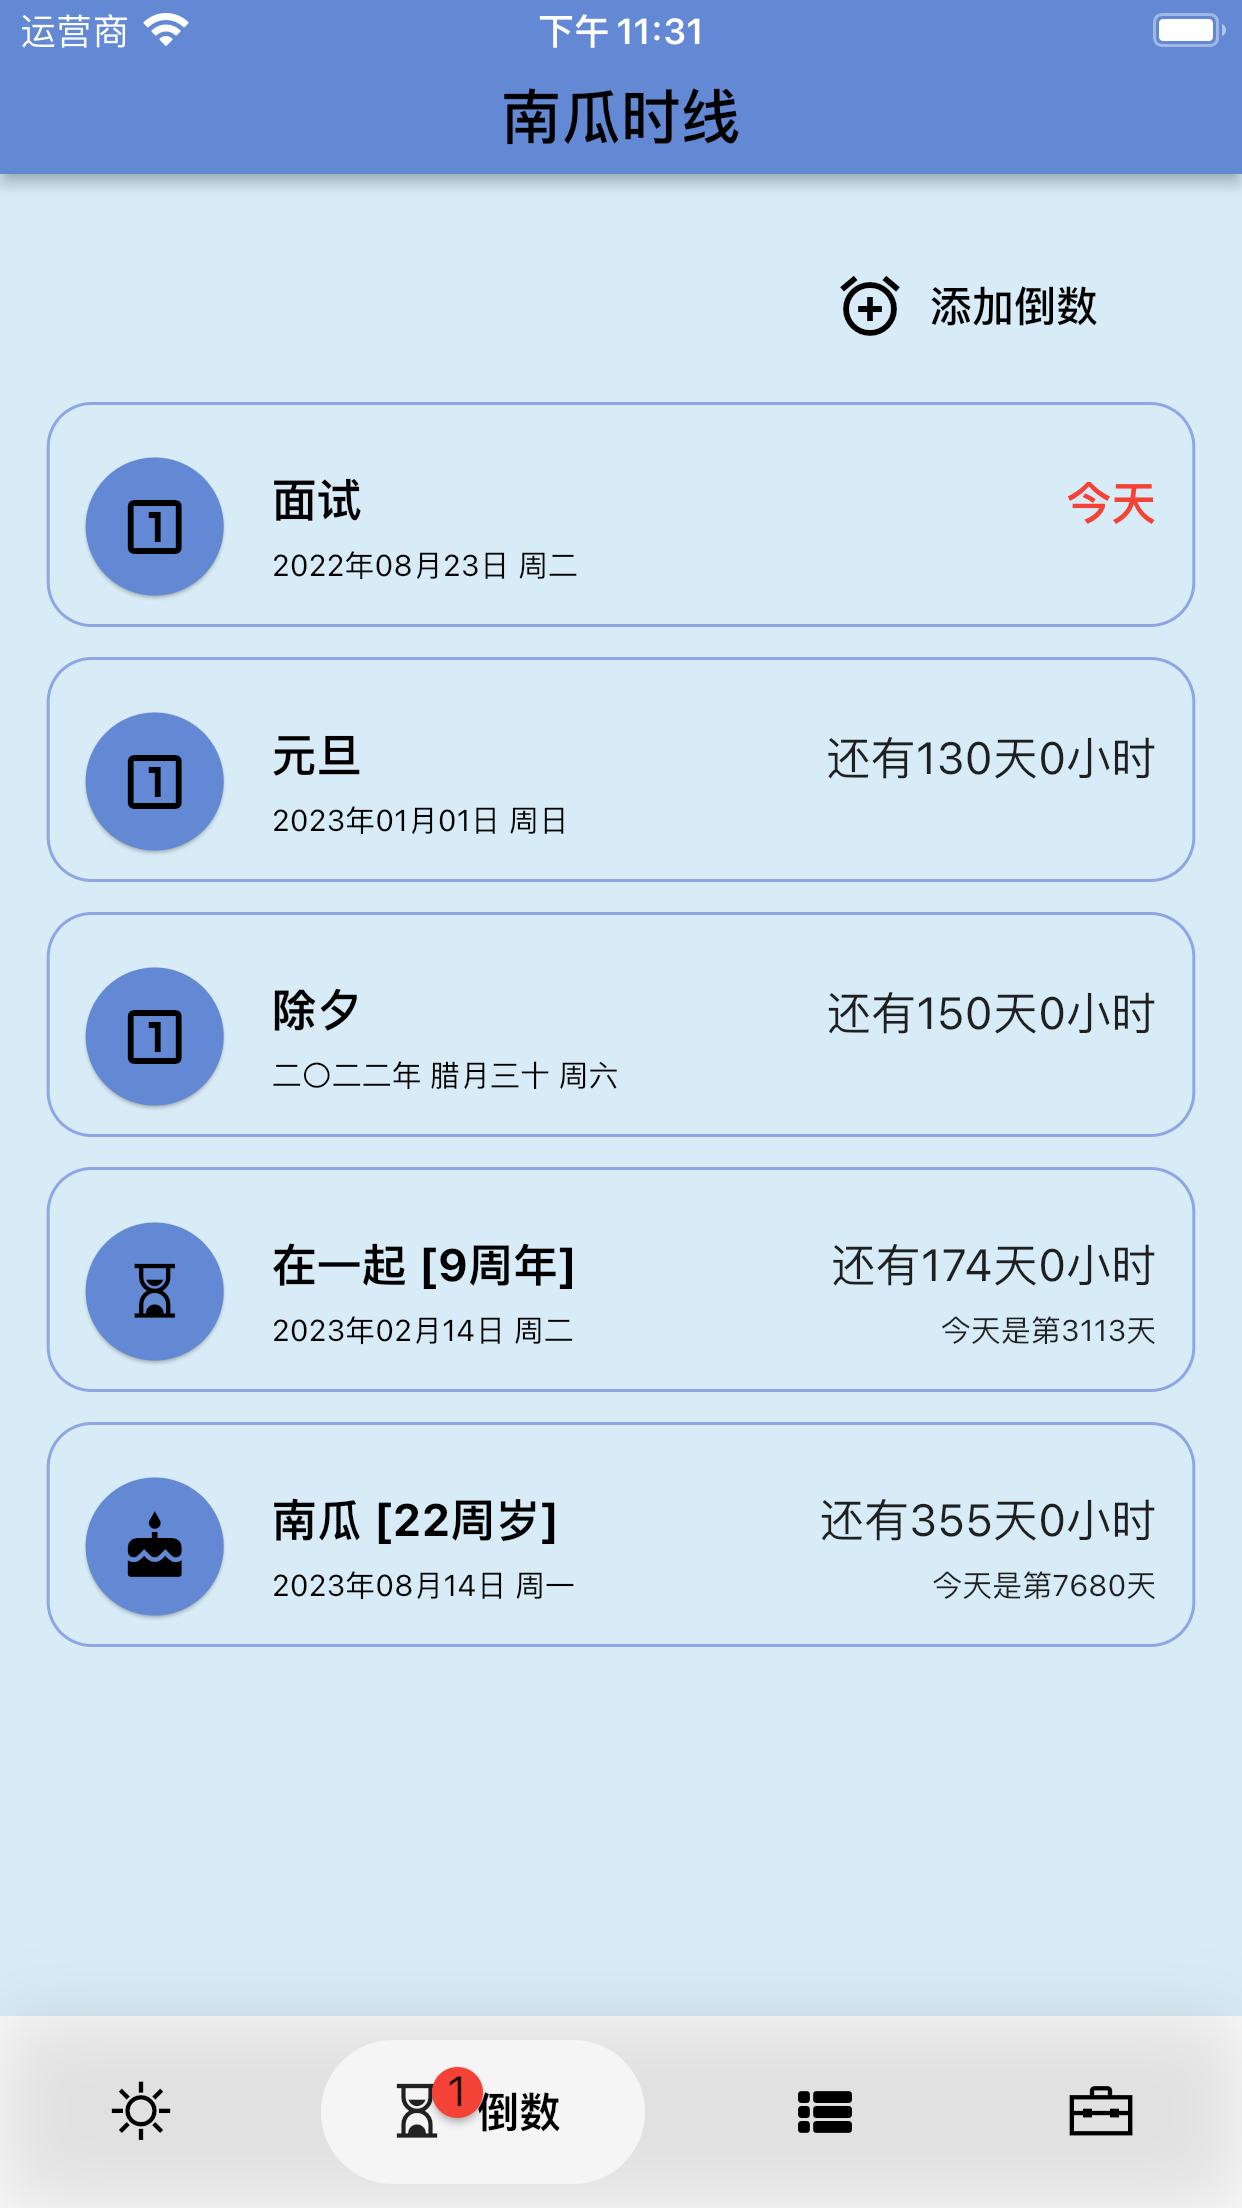 运营商
下午11:31
南瓜时线
添加倒数
1
面试
今天
2022年08月23日 周二
1
元旦
还有130天0小时
2023年01月01日 周日
1
除夕
还有150天0小时
二〇二二年 腊月三十 周六
在一起 [9周年]
还有174天0小时
2023年02月14日 周二
今天是第3113天
南瓜 [22周岁]
还有355天0小时
2023年08月14日 周一
今天是第7680天
1
倒数